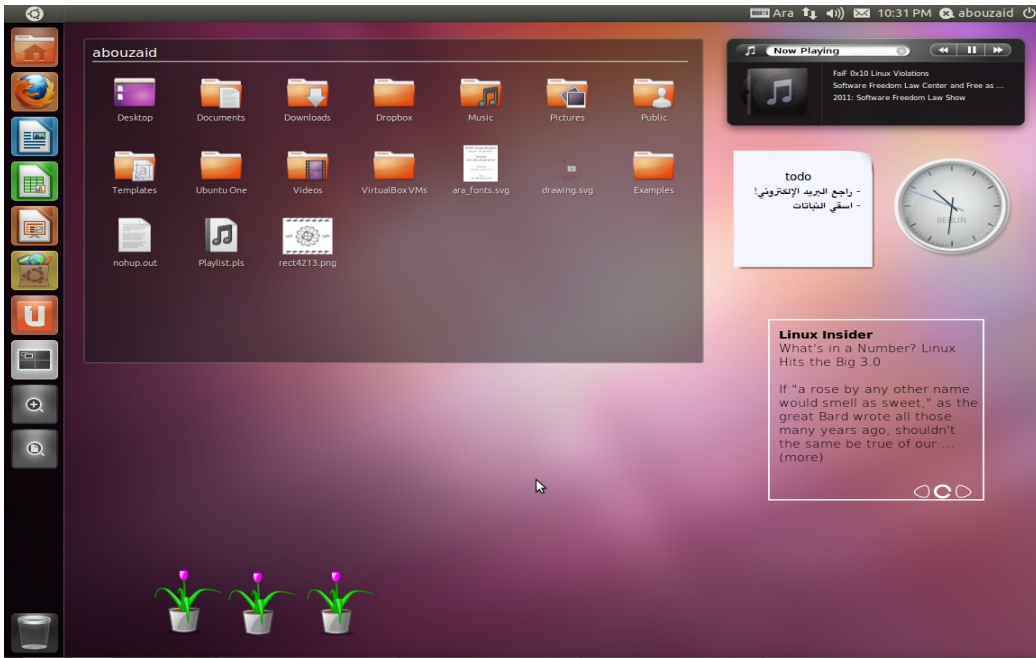 Ara
10:31 PM
abouzaid
abouzaid
Desktop
Documents
Downloads
Dropbox
Music
Pictures
Public
Templates
Ubuntu One
Videos
VirtualBox VMs
ara_fonts.svg
drawing.svg
Examples
nohup.out
Playlist.pls
rect4213.png
Now Playing
FaiF 0x10 Linux Violations
Software Freedom Law Center and Free as ...
2011: Software Freedom Law Show
todo
- راجع البريد الإلكتروني!
- اسقي النباتات
BERLIN
Linux Insider
What's in a Number? Linux
Hits the Big 3.0
If "a rose by any other name
would smell as sweet," as the
great Bard wrote all those
many years ago, shouldn't
the same be true of our ...
(more)